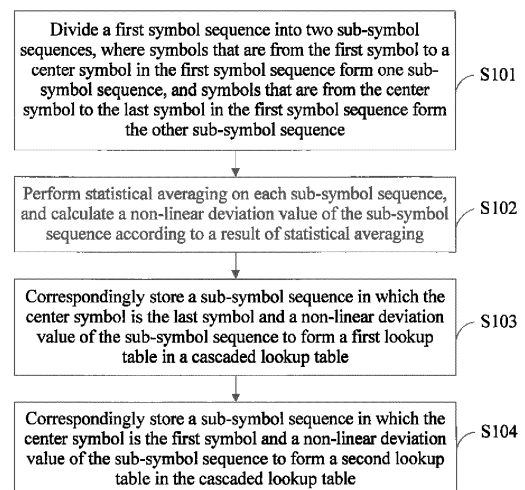 Divide a first symbol sequence into two sub-symbol
sequences, where symbols that are from the first symbol to a
center symbol in the first symbol sequence form one sub-
symbol sequence, and symbols that are from the center
symbol to the last symbol in the first symbol sequence form
the other sub-symbol sequence
S101
Perform statistical averaging on each sub-symbol sequence,
and calculate a non-linear deviation value of the sub-symbol
sequence according to a result of statistical averaging
S102
Correspondingly store a sub-symbol sequence in which the
center symbol is the last symbol and a non-linear deviation
value of the sub-symbol sequence to form a first lookup
table in a cascaded lookup table
S103
Correspondingly store a sub-symbol sequence in which the
center symbol is the first symbol and a non-linear deviation
value of the sub-symbol sequence to form a second lookup
table in the cascaded lookup table
S104